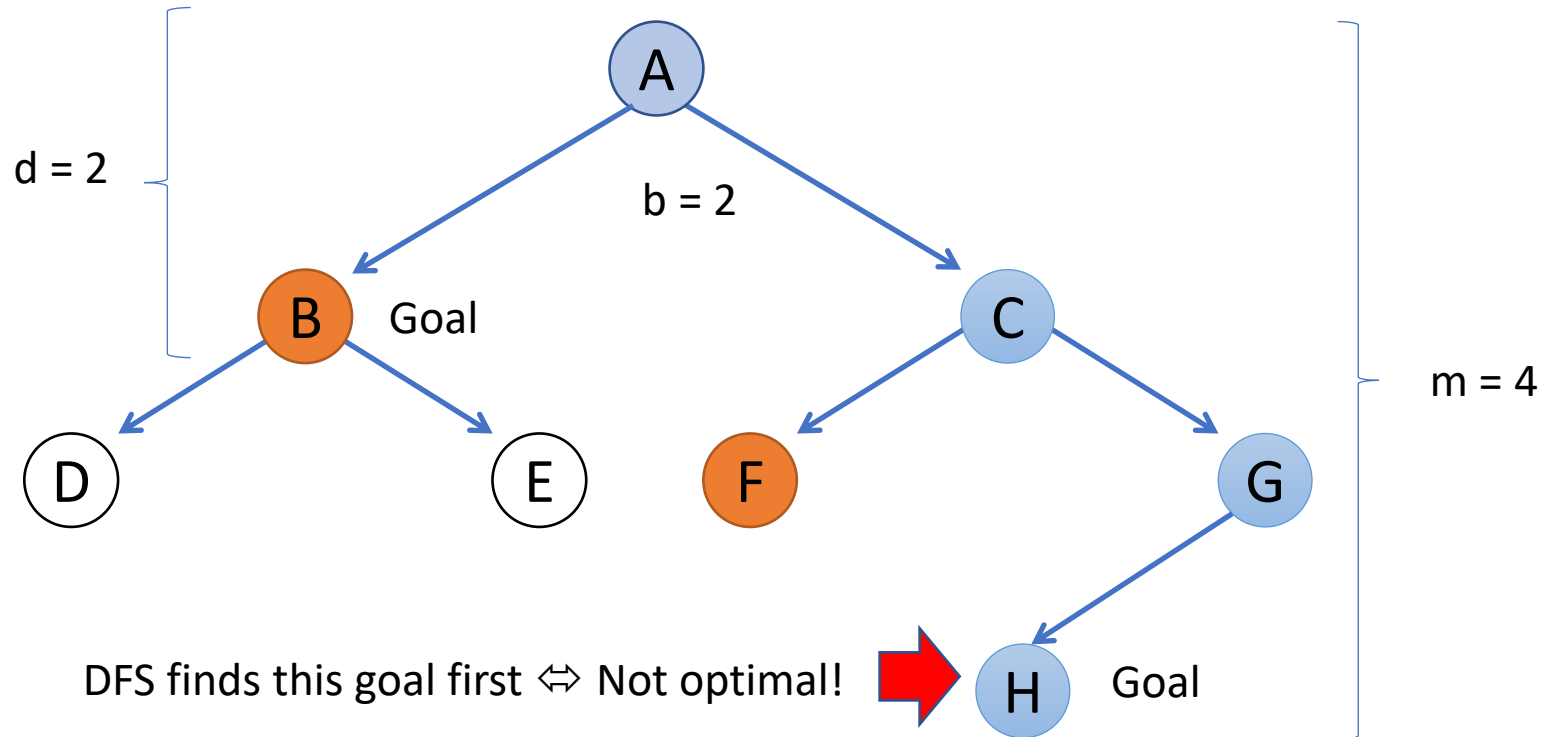 A
d = 2
b = 2
B
Goal
C
m = 4
D
E
F
G
DFS finds this goal first ⬄ Not optimal!
H
Goal